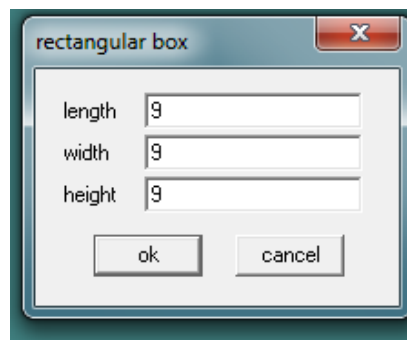 rectangular box
length 9
width 9
height 9
ok cancel